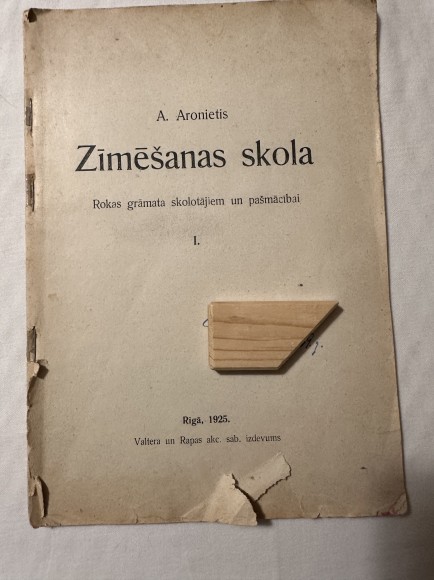 A. Aronietis
Zīmēšanas skola
Rokas grāmata skolotājiem un pašmācībai
I.
Rīgā, 1925.
Valtera un Rapas akc. sab. izdevums